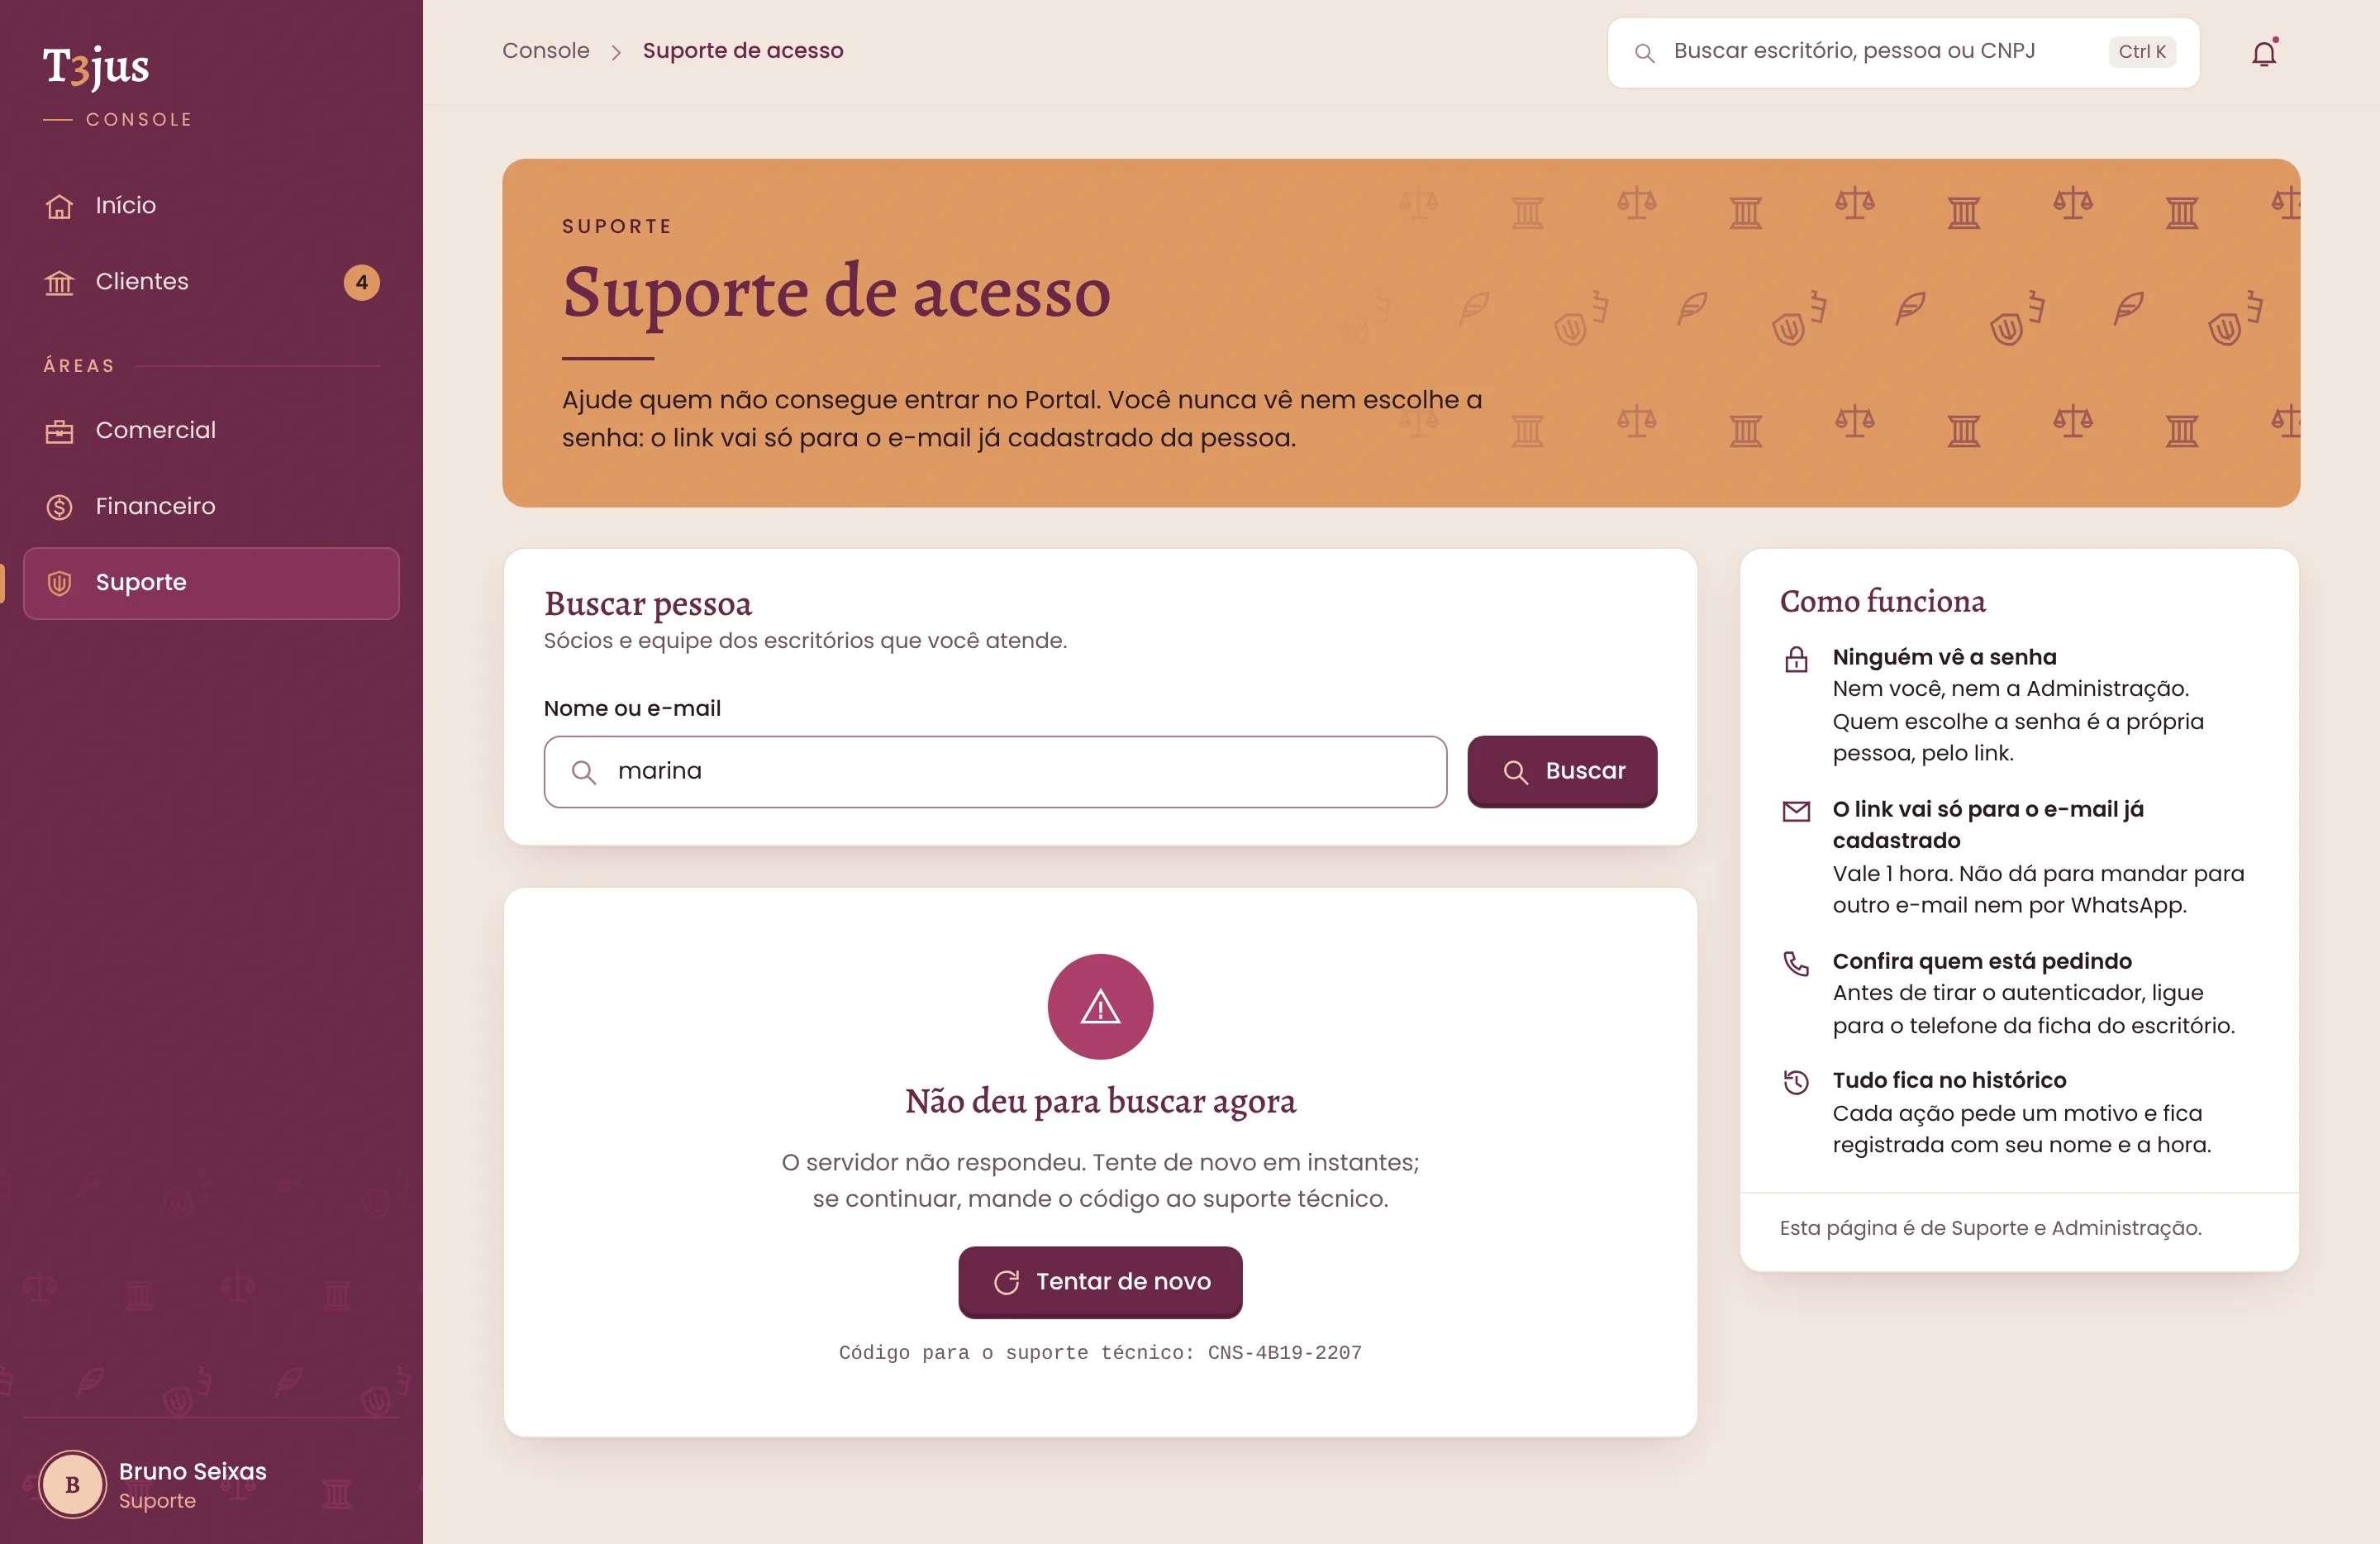 T3jus
CONSOLE
Início
Clientes
4
ÁREAS
Comercial
Financeiro
Suporte
Bruno Seixas
B
Suporte
Console
Suporte de acesso
Buscar escritório, pessoa ou CNPJ
Ctrl K
SUPORTE
Suporte de acesso
Ajude quem não consegue entrar no Portal. Você nunca vê nem escolhe a
senha: o link vai só para o e-mail já cadastrado da pessoa.
Buscar pessoa
Sócios e equipe dos escritórios que você atende.
Nome ou e-mail
marina
Buscar
Não deu para buscar agora
O servidor não respondeu. Tente de novo em instantes;
se continuar, mande o código ao suporte técnico.
Tentar de novo
Código para o suporte técnico: CNS-4B19-2207
Como funciona
Ninguém vê a senha
Nem você, nem a Administração.
Quem escolhe a senha é a própria
pessoa, pelo link.
O link vai só para o e-mail já
cadastrado
Vale 1 hora. Não dá para mandar para
outro e-mail nem por WhatsApp.
Confira quem está pedindo
Antes de tirar o autenticador, ligue
para o telefone da ficha do escritório.
Tudo fica no histórico
Cada ação pede um motivo e fica
registrada com seu nome e a hora.
Esta página é de Suporte e Administração.